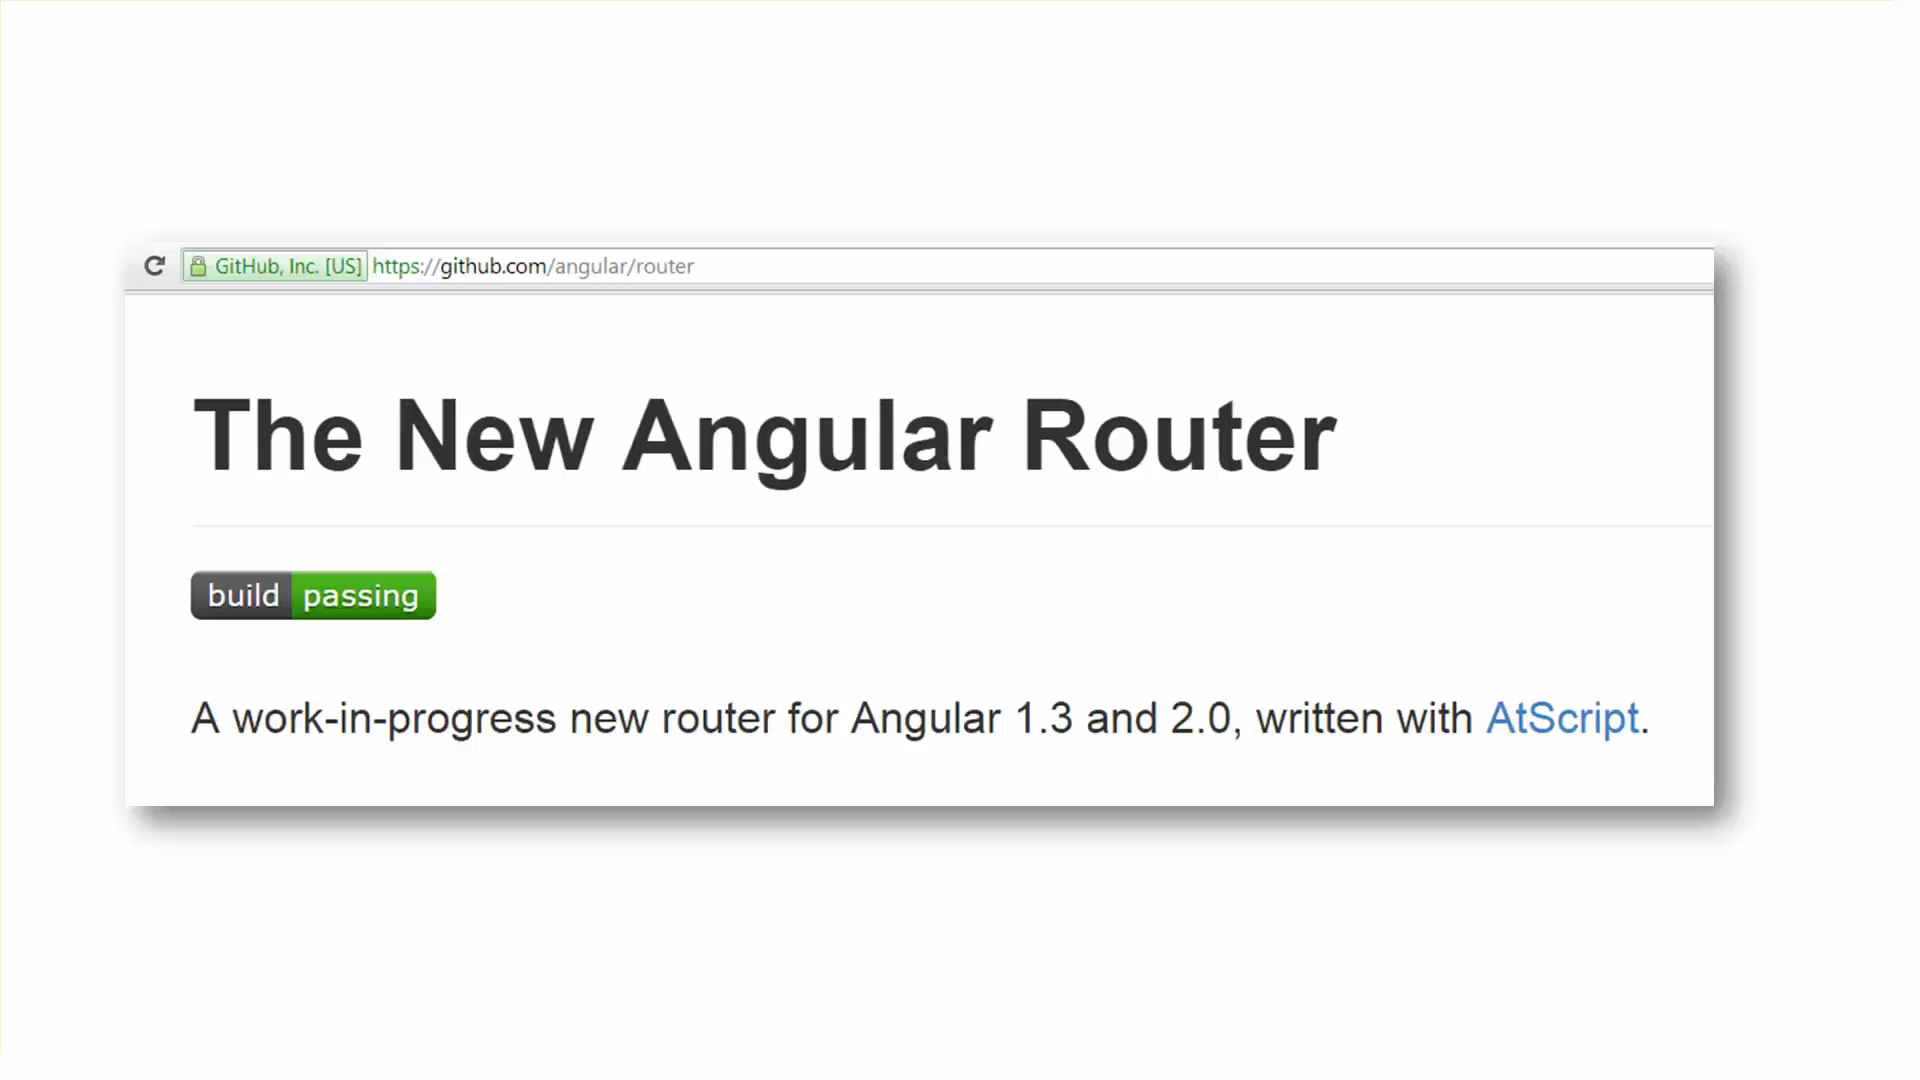 GitHub, Inc. [US] https://github.com/angular/router
The New Angular Router
build passing
A work-in-progress new router for Angular 1.3 and 2.0, written with AtScript.